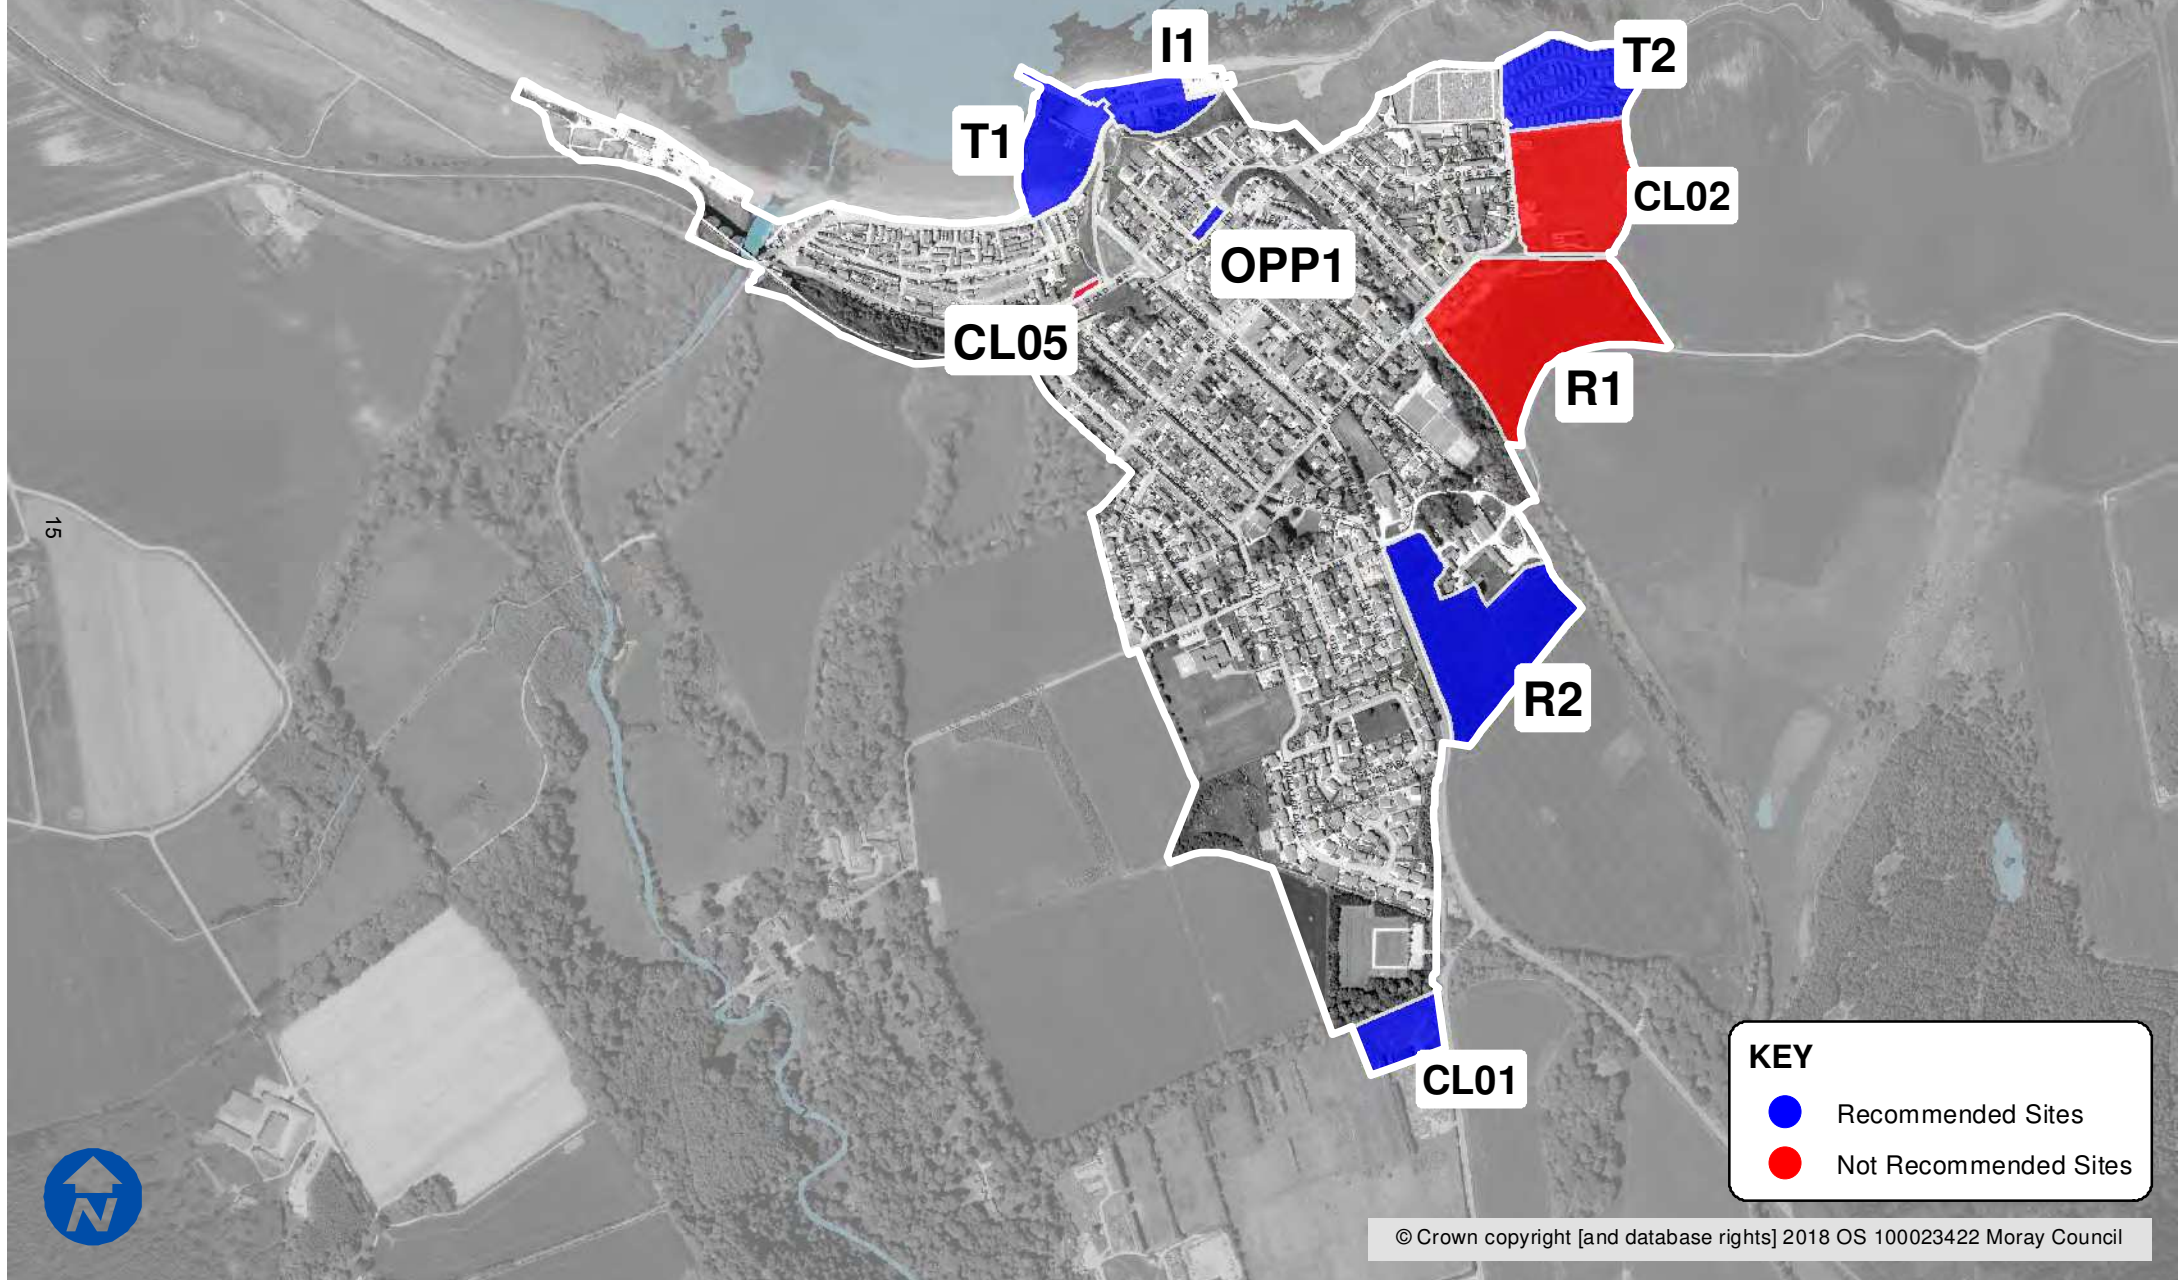 I1
T2
T1
CL02
OPP1
CL05
R1
15
R2
CL01
KEY
Recommended Sites
Not Recommended Sites
N
© Crown copyright [and database rights] 2018 OS 100023422 Moray Council